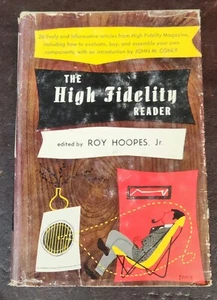 26 lively and informative articles from High Fidelity Magazine,
including how to evaluate, buy, and assemble your own
components, with an introduction by JOHN M. CONLY
THE
High Fidelity
READER
edited by ROY HOOPES, Jr.